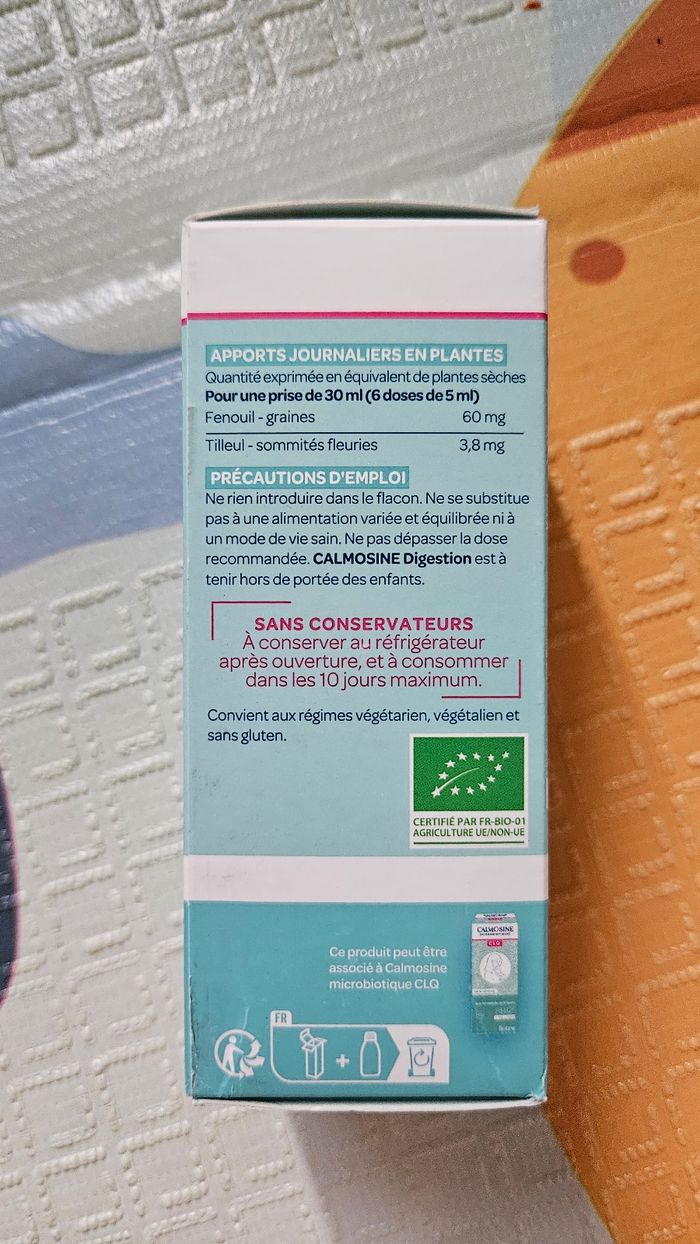 APPORTS JOURNALIERS EN PLANTES
Quantité exprimée en équivalent de plantes sèches
Pour une prise de 30 ml (6 doses de 5 ml)
Fenouil - graines 60 mg
Tilleul - sommités fleuries 3,8 mg
PRÉCAUTIONS D'EMPLOI
Ne rien introduire dans le flacon. Ne se substitue
pas à une alimentation variée et équilibrée ni à
un mode de vie sain. Ne pas dépasser la dose
recommandée. CALMOSINE Digestion est à
tenir hors de portée des enfants.
SANS CONSERVATEURS
À conserver au réfrigérateur
après ouverture, et à consommer
dans les 10 jours maximum.
Convient aux régimes végétarien, végétalien et
sans gluten.
CERTIFIÉ PAR FR-BIO-01
AGRICULTURE UE/NON-UE
Ce produit peut être
associé à Calmosine
microbiotique CLQ
CALMOSINE
CLQ
FR